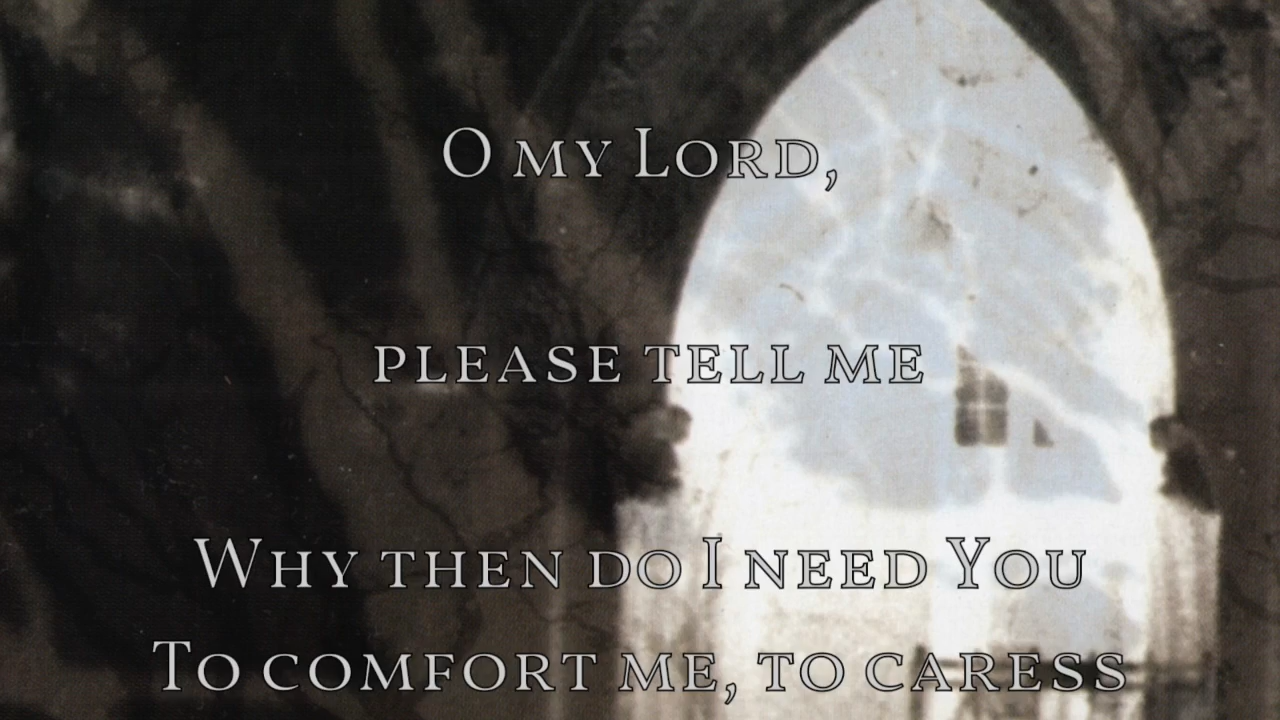 O my Lord,
please tell me
Why then do I need You
To comfort me, to caress